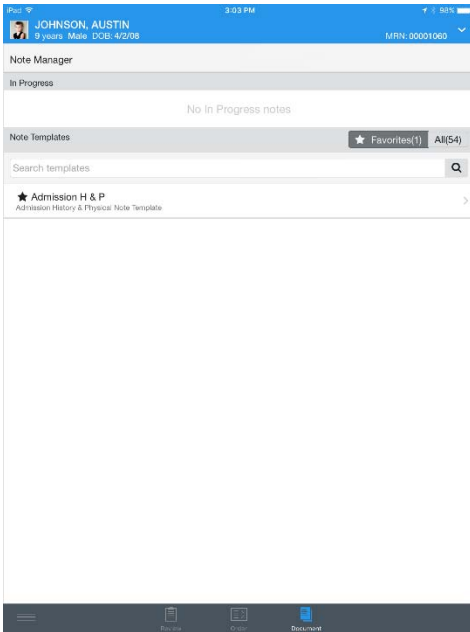 iPad 3:03 PM 98%
JOHNSON, AUSTIN
9 years Male DOB: 4/2/08 MRN: 00001060
Note Manager
In Progress
No In Progress notes
Note Templates Favorites(1) All(54)
Search templates
Admission H & P
Admission History & Physical Note Template
Review Order Document